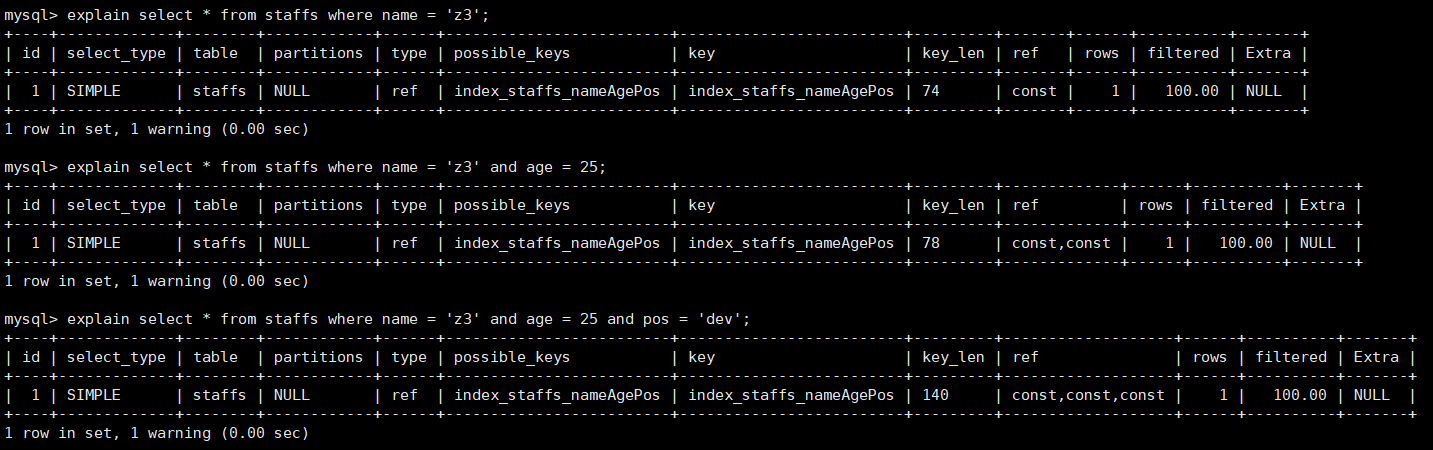 mysql> explain select * from staffs where name = 'z3';
+----+-------------+--------+------------+------+-------------------------+-------------------------+---------+-------+------+----------+-------+
| id | select_type | table  | partitions | type | possible_keys           | key                     | key_len | ref   | rows | filtered | Extra |
+----+-------------+--------+------------+------+-------------------------+-------------------------+---------+-------+------+----------+-------+
|  1 | SIMPLE      | staffs | NULL       | ref  | index_staffs_nameAgePos | index_staffs_nameAgePos | 74      | const |    1 |   100.00 | NULL  |
+----+-------------+--------+------------+------+-------------------------+-------------------------+---------+-------+------+----------+-------+
1 row in set, 1 warning (0.00 sec)

mysql> explain select * from staffs where name = 'z3' and age = 25;
+----+-------------+--------+------------+------+-------------------------+-------------------------+---------+-------------+------+----------+-------+
| id | select_type | table  | partitions | type | possible_keys           | key                     | key_len | ref         | rows | filtered | Extra |
+----+-------------+--------+------------+------+-------------------------+-------------------------+---------+-------------+------+----------+-------+
|  1 | SIMPLE      | staffs | NULL       | ref  | index_staffs_nameAgePos | index_staffs_nameAgePos | 78      | const,const |    1 |   100.00 | NULL  |
+----+-------------+--------+------------+------+-------------------------+-------------------------+---------+-------------+------+----------+-------+
1 row in set, 1 warning (0.00 sec)

mysql> explain select * from staffs where name = 'z3' and age = 25 and pos = 'dev';
+----+-------------+--------+------------+------+-------------------------+-------------------------+---------+-------------------+------+----------+-------+
| id | select_type | table  | partitions | type | possible_keys           | key                     | key_len | ref               | rows | filtered | Extra |
+----+-------------+--------+------------+------+-------------------------+-------------------------+---------+-------------------+------+----------+-------+
|  1 | SIMPLE      | staffs | NULL       | ref  | index_staffs_nameAgePos | index_staffs_nameAgePos | 140     | const,const,const |    1 |   100.00 | NULL  |
+----+-------------+--------+------------+------+-------------------------+-------------------------+---------+-------------------+------+----------+-------+
1 row in set, 1 warning (0.00 sec)